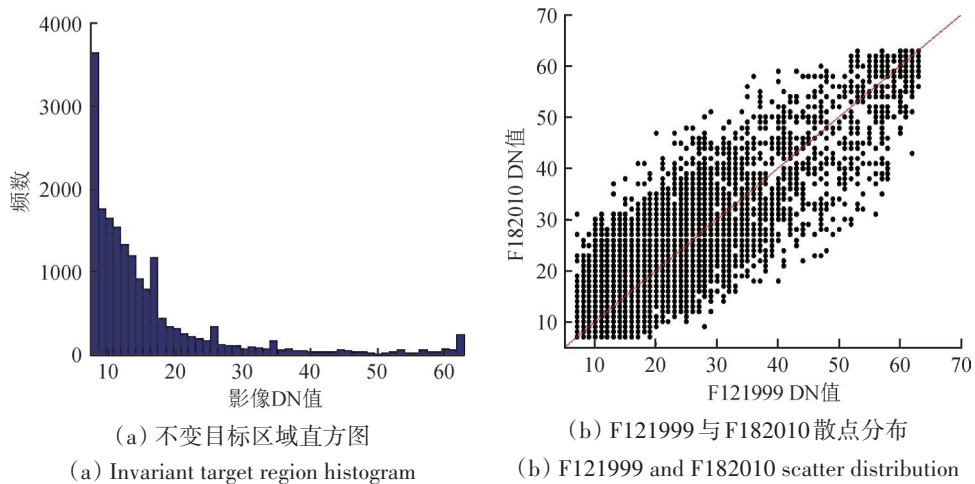 4000
3000
2000
1000
0
频数
10 20 30 40 50 60
影像DN值
(a) 不变目标区域直方图
(a) Invariant target region histogram
70
60
50
40
30
20
10
F182010 DN值
10 20 30 40 50 60 70
F121999 DN值
(b) F121999与F182010散点分布
(b) F121999 and F182010 scatter distribution